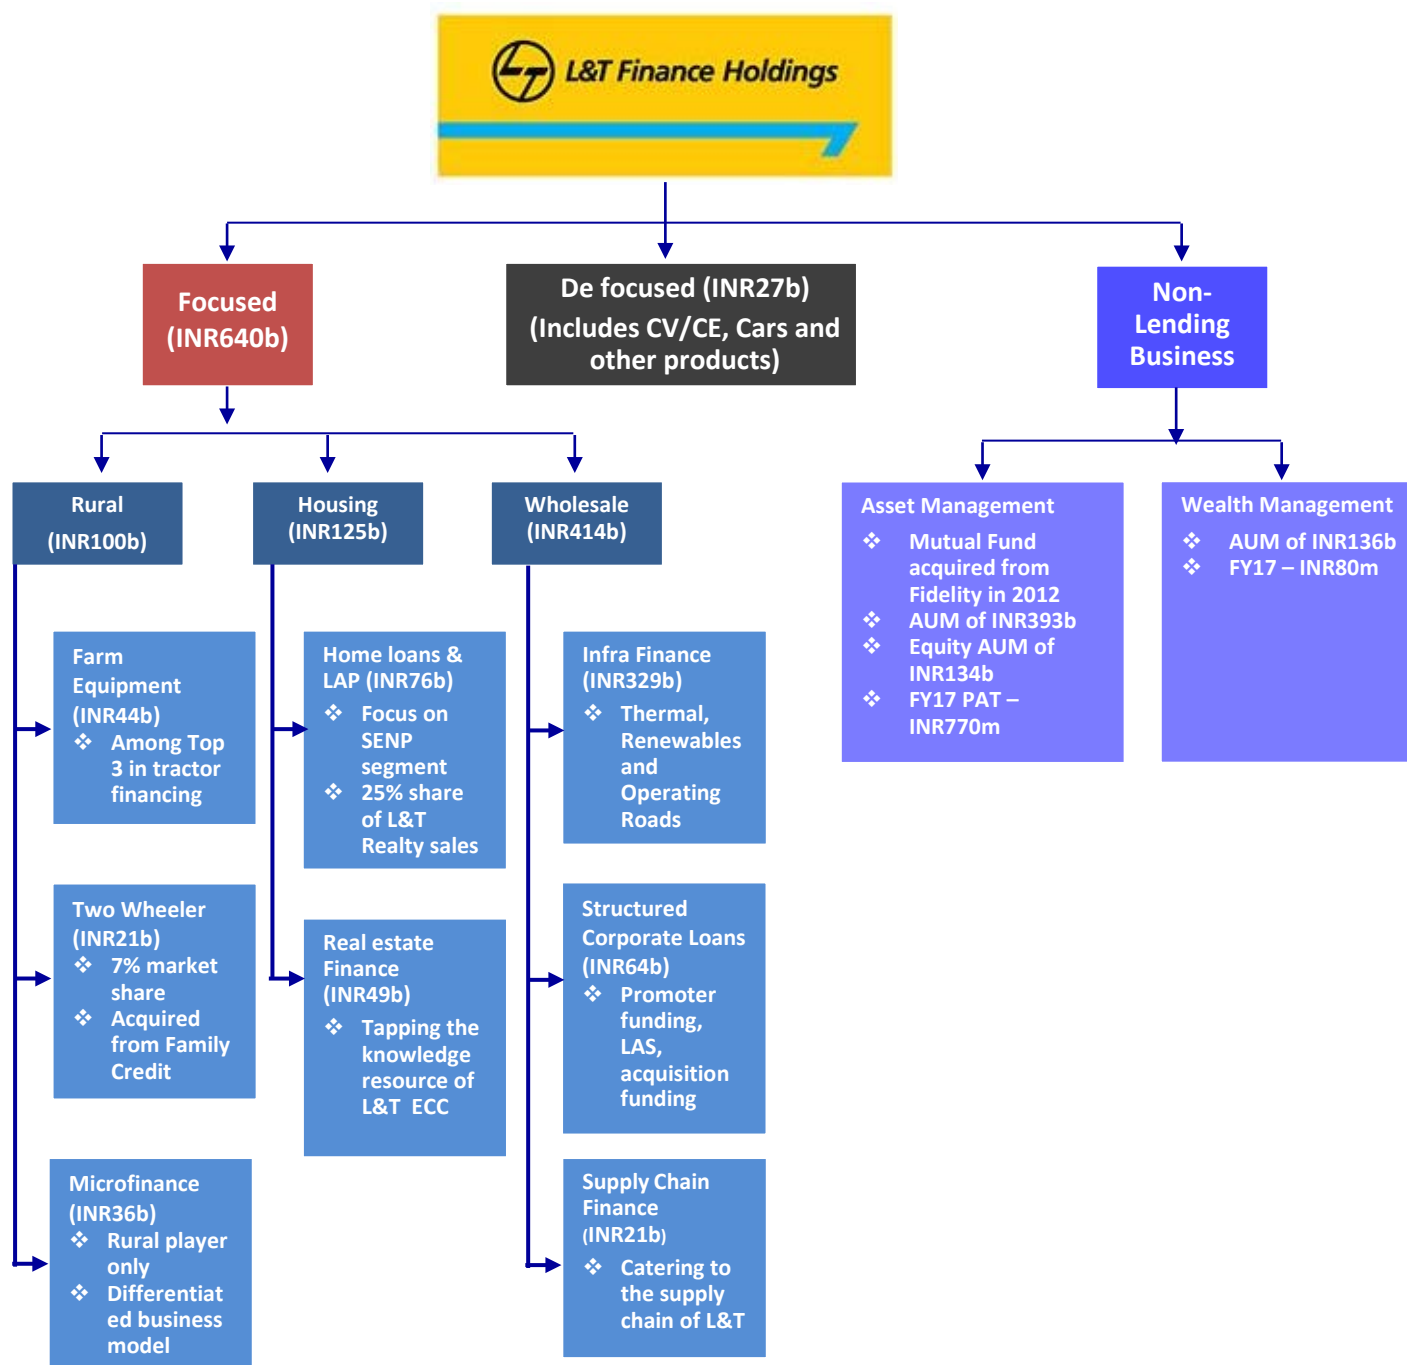 LT L&T Finance Holdings
Focused
(INR640b)
De focused (INR27b)
(Includes CV/CE, Cars and
other products)
Non-
Lending
Business
Rural
(INR100b)
Housing
(INR125b)
Wholesale
(INR414b)
Asset Management
❖ Mutual Fund
acquired from
Fidelity in 2012
❖ AUM of INR393b
❖ Equity AUM of
INR134b
❖ FY17 PAT –
INR770m
Wealth Management
❖ AUM of INR136b
❖ FY17 – INR80m
Farm
Equipment
(INR44b)
❖ Among Top
3 in tractor
financing
Home loans &
LAP (INR76b)
❖ Focus on
SENP
segment
❖ 25% share
of L&T
Realty sales
Infra Finance
(INR329b)
❖ Thermal,
Renewables
and
Operating
Roads
Two Wheeler
(INR21b)
❖ 7% market
share
❖ Acquired
from Family
Credit
Real estate
Finance
(INR49b)
❖ Tapping the
knowledge
resource of
L&T ECC
Structured
Corporate Loans
(INR64b)
❖ Promoter
funding,
LAS,
acquisition
funding
Microfinance
(INR36b)
❖ Rural player
only
❖ Differentiat
ed business
model
Supply Chain
Finance
(INR21b)
❖ Catering to
the supply
chain of L&T